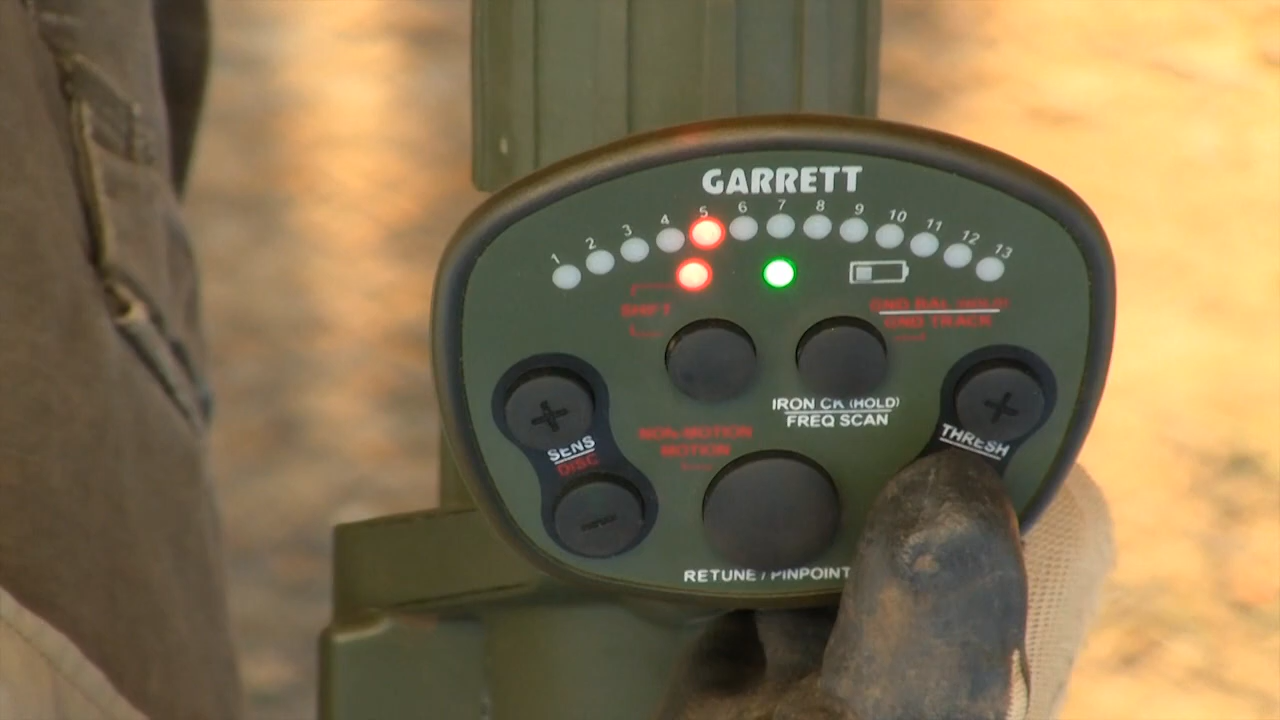 GARRETT
1 2 3 4 5 6 7 8 9 10 11 12 13
SHIFT
GND BAL (HOLD)
GND TRACK
IRON CK (HOLD)
FREQ SCAN
SENS
DISC
NON-MOTION
MOTION
THRESH
RETUNE / PINPOINT